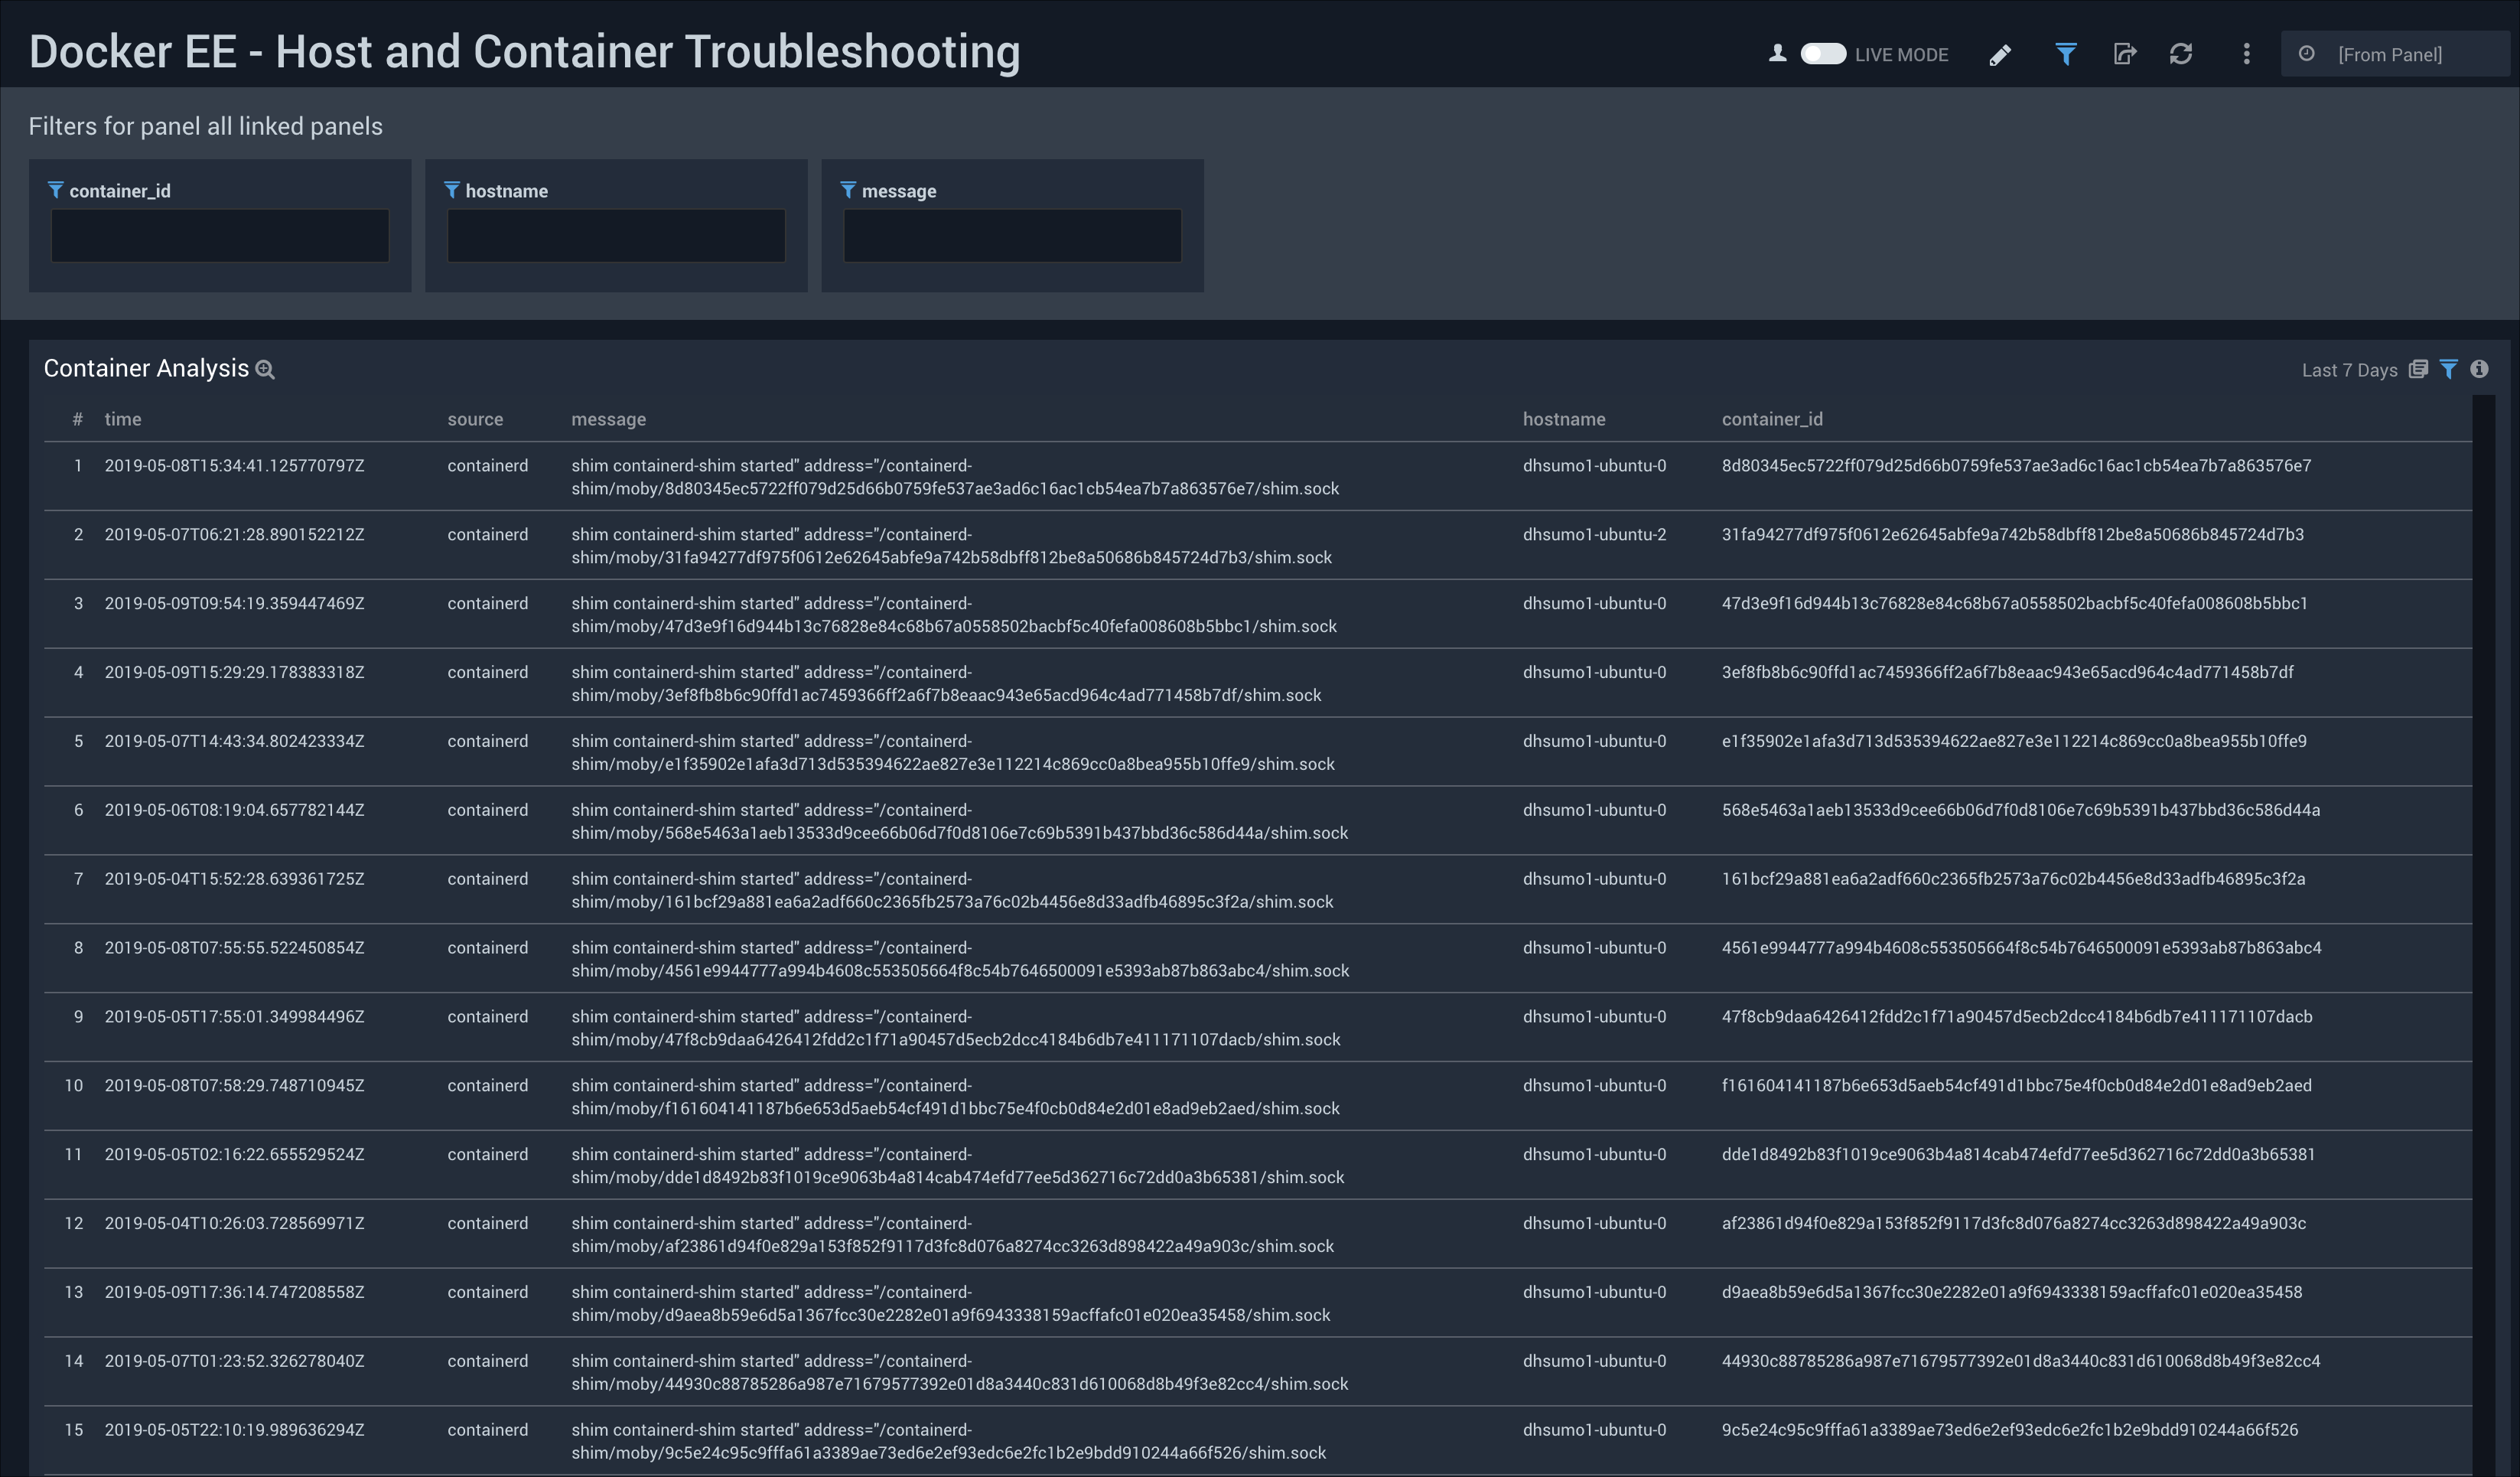 Docker EE - Host and Container Troubleshooting
LIVE MODE
[From Panel]
Filters for panel all linked panels
container_id
hostname
message
Container Analysis
Last 7 Days
# time source message hostname container_id
1 2019-05-08T15:34:41.125770797Z containerd shim containerd-shim started" address="/containerd- dhsumo1-ubuntu-0 8d80345ec5722ff079d25d66b0759fe537ae3ad6c16ac1cb54ea7b7a863576e7
shim/moby/8d80345ec5722ff079d25d66b0759fe537ae3ad6c16ac1cb54ea7b7a863576e7/shim.sock
2 2019-05-07T06:21:28.890152212Z containerd shim containerd-shim started" address="/containerd- dhsumo1-ubuntu-2 31fa94277df975f0612e62645abfe9a742b58dbff812be8a50686b845724d7b3
shim/moby/31fa94277df975f0612e62645abfe9a742b58dbff812be8a50686b845724d7b3/shim.sock
3 2019-05-09T09:54:19.359447469Z containerd shim containerd-shim started" address="/containerd- dhsumo1-ubuntu-0 47d3e9f16d944b13c76828e84c68b67a0558502bacbf5c40fefa008608b5bbc1
shim/moby/47d3e9f16d944b13c76828e84c68b67a0558502bacbf5c40fefa008608b5bbc1/shim.sock
4 2019-05-09T15:29:29.178383318Z containerd shim containerd-shim started" address="/containerd- dhsumo1-ubuntu-0 3ef8fb8b6c90ffd1ac7459366ff2a6f7b8eaac943e65acd964c4ad771458b7df
shim/moby/3ef8fb8b6c90ffd1ac7459366ff2a6f7b8eaac943e65acd964c4ad771458b7df/shim.sock
5 2019-05-07T14:43:34.802423334Z containerd shim containerd-shim started" address="/containerd- dhsumo1-ubuntu-0 e1f35902e1afa3d713d535394622ae827e3e112214c869cc0a8bea955b10ffe9
shim/moby/e1f35902e1afa3d713d535394622ae827e3e112214c869cc0a8bea955b10ffe9/shim.sock
6 2019-05-06T08:19:04.657782144Z containerd shim containerd-shim started" address="/containerd- dhsumo1-ubuntu-0 568e5463a1aeb13533d9cee66b06d7f0d8106e7c69b5391b437bbd36c586d44a
shim/moby/568e5463a1aeb13533d9cee66b06d7f0d8106e7c69b5391b437bbd36c586d44a/shim.sock
7 2019-05-04T15:52:28.639361725Z containerd shim containerd-shim started" address="/containerd- dhsumo1-ubuntu-0 161bcf29a881ea6a2adf660c2365fb2573a76c02b4456e8d33adfb46895c3f2a
shim/moby/161bcf29a881ea6a2adf660c2365fb2573a76c02b4456e8d33adfb46895c3f2a/shim.sock
8 2019-05-08T07:55:55.522450854Z containerd shim containerd-shim started" address="/containerd- dhsumo1-ubuntu-0 4561e9944777a994b4608c553505664f8c54b7646500091e5393ab87b863abc4
shim/moby/4561e9944777a994b4608c553505664f8c54b7646500091e5393ab87b863abc4/shim.sock
9 2019-05-05T17:55:01.349984496Z containerd shim containerd-shim started" address="/containerd- dhsumo1-ubuntu-0 47f8cb9daa6426412fdd2c1f71a90457d5ecb2dcc4184b6db7e411171107dacb
shim/moby/47f8cb9daa6426412fdd2c1f71a90457d5ecb2dcc4184b6db7e411171107dacb/shim.sock
10 2019-05-08T07:58:29.748710945Z containerd shim containerd-shim started" address="/containerd- dhsumo1-ubuntu-0 f161604141187b6e653d5aeb54cf491d1bbc75e4f0cb0d84e2d01e8ad9eb2aed
shim/moby/f161604141187b6e653d5aeb54cf491d1bbc75e4f0cb0d84e2d01e8ad9eb2aed/shim.sock
11 2019-05-05T02:16:22.655529524Z containerd shim containerd-shim started" address="/containerd- dhsumo1-ubuntu-0 dde1d8492b83f1019ce9063b4a814cab474efd77ee5d362716c72dd0a3b65381
shim/moby/dde1d8492b83f1019ce9063b4a814cab474efd77ee5d362716c72dd0a3b65381/shim.sock
12 2019-05-04T10:26:03.728569971Z containerd shim containerd-shim started" address="/containerd- dhsumo1-ubuntu-0 af23861d94f0e829a153f852f9117d3fc8d076a8274cc3263d898422a49a903c
shim/moby/af23861d94f0e829a153f852f9117d3fc8d076a8274cc3263d898422a49a903c/shim.sock
13 2019-05-09T17:36:14.747208558Z containerd shim containerd-shim started" address="/containerd- dhsumo1-ubuntu-0 d9aea8b59e6d5a1367fcc30e2282e01a9f6943338159acffafc01e020ea35458
shim/moby/d9aea8b59e6d5a1367fcc30e2282e01a9f6943338159acffafc01e020ea35458/shim.sock
14 2019-05-07T01:23:52.326278040Z containerd shim containerd-shim started" address="/containerd- dhsumo1-ubuntu-0 44930c88785286a987e71679577392e01d8a3440c831d610068d8b49f3e82cc4
shim/moby/44930c88785286a987e71679577392e01d8a3440c831d610068d8b49f3e82cc4/shim.sock
15 2019-05-05T22:10:19.989636294Z containerd shim containerd-shim started" address="/containerd- dhsumo1-ubuntu-0 9c5e24c95c9fffa61a3389ae73ed6e2ef93edc6e2fc1b2e9bdd910244a66f526
shim/moby/9c5e24c95c9fffa61a3389ae73ed6e2ef93edc6e2fc1b2e9bdd910244a66f526/shim.sock